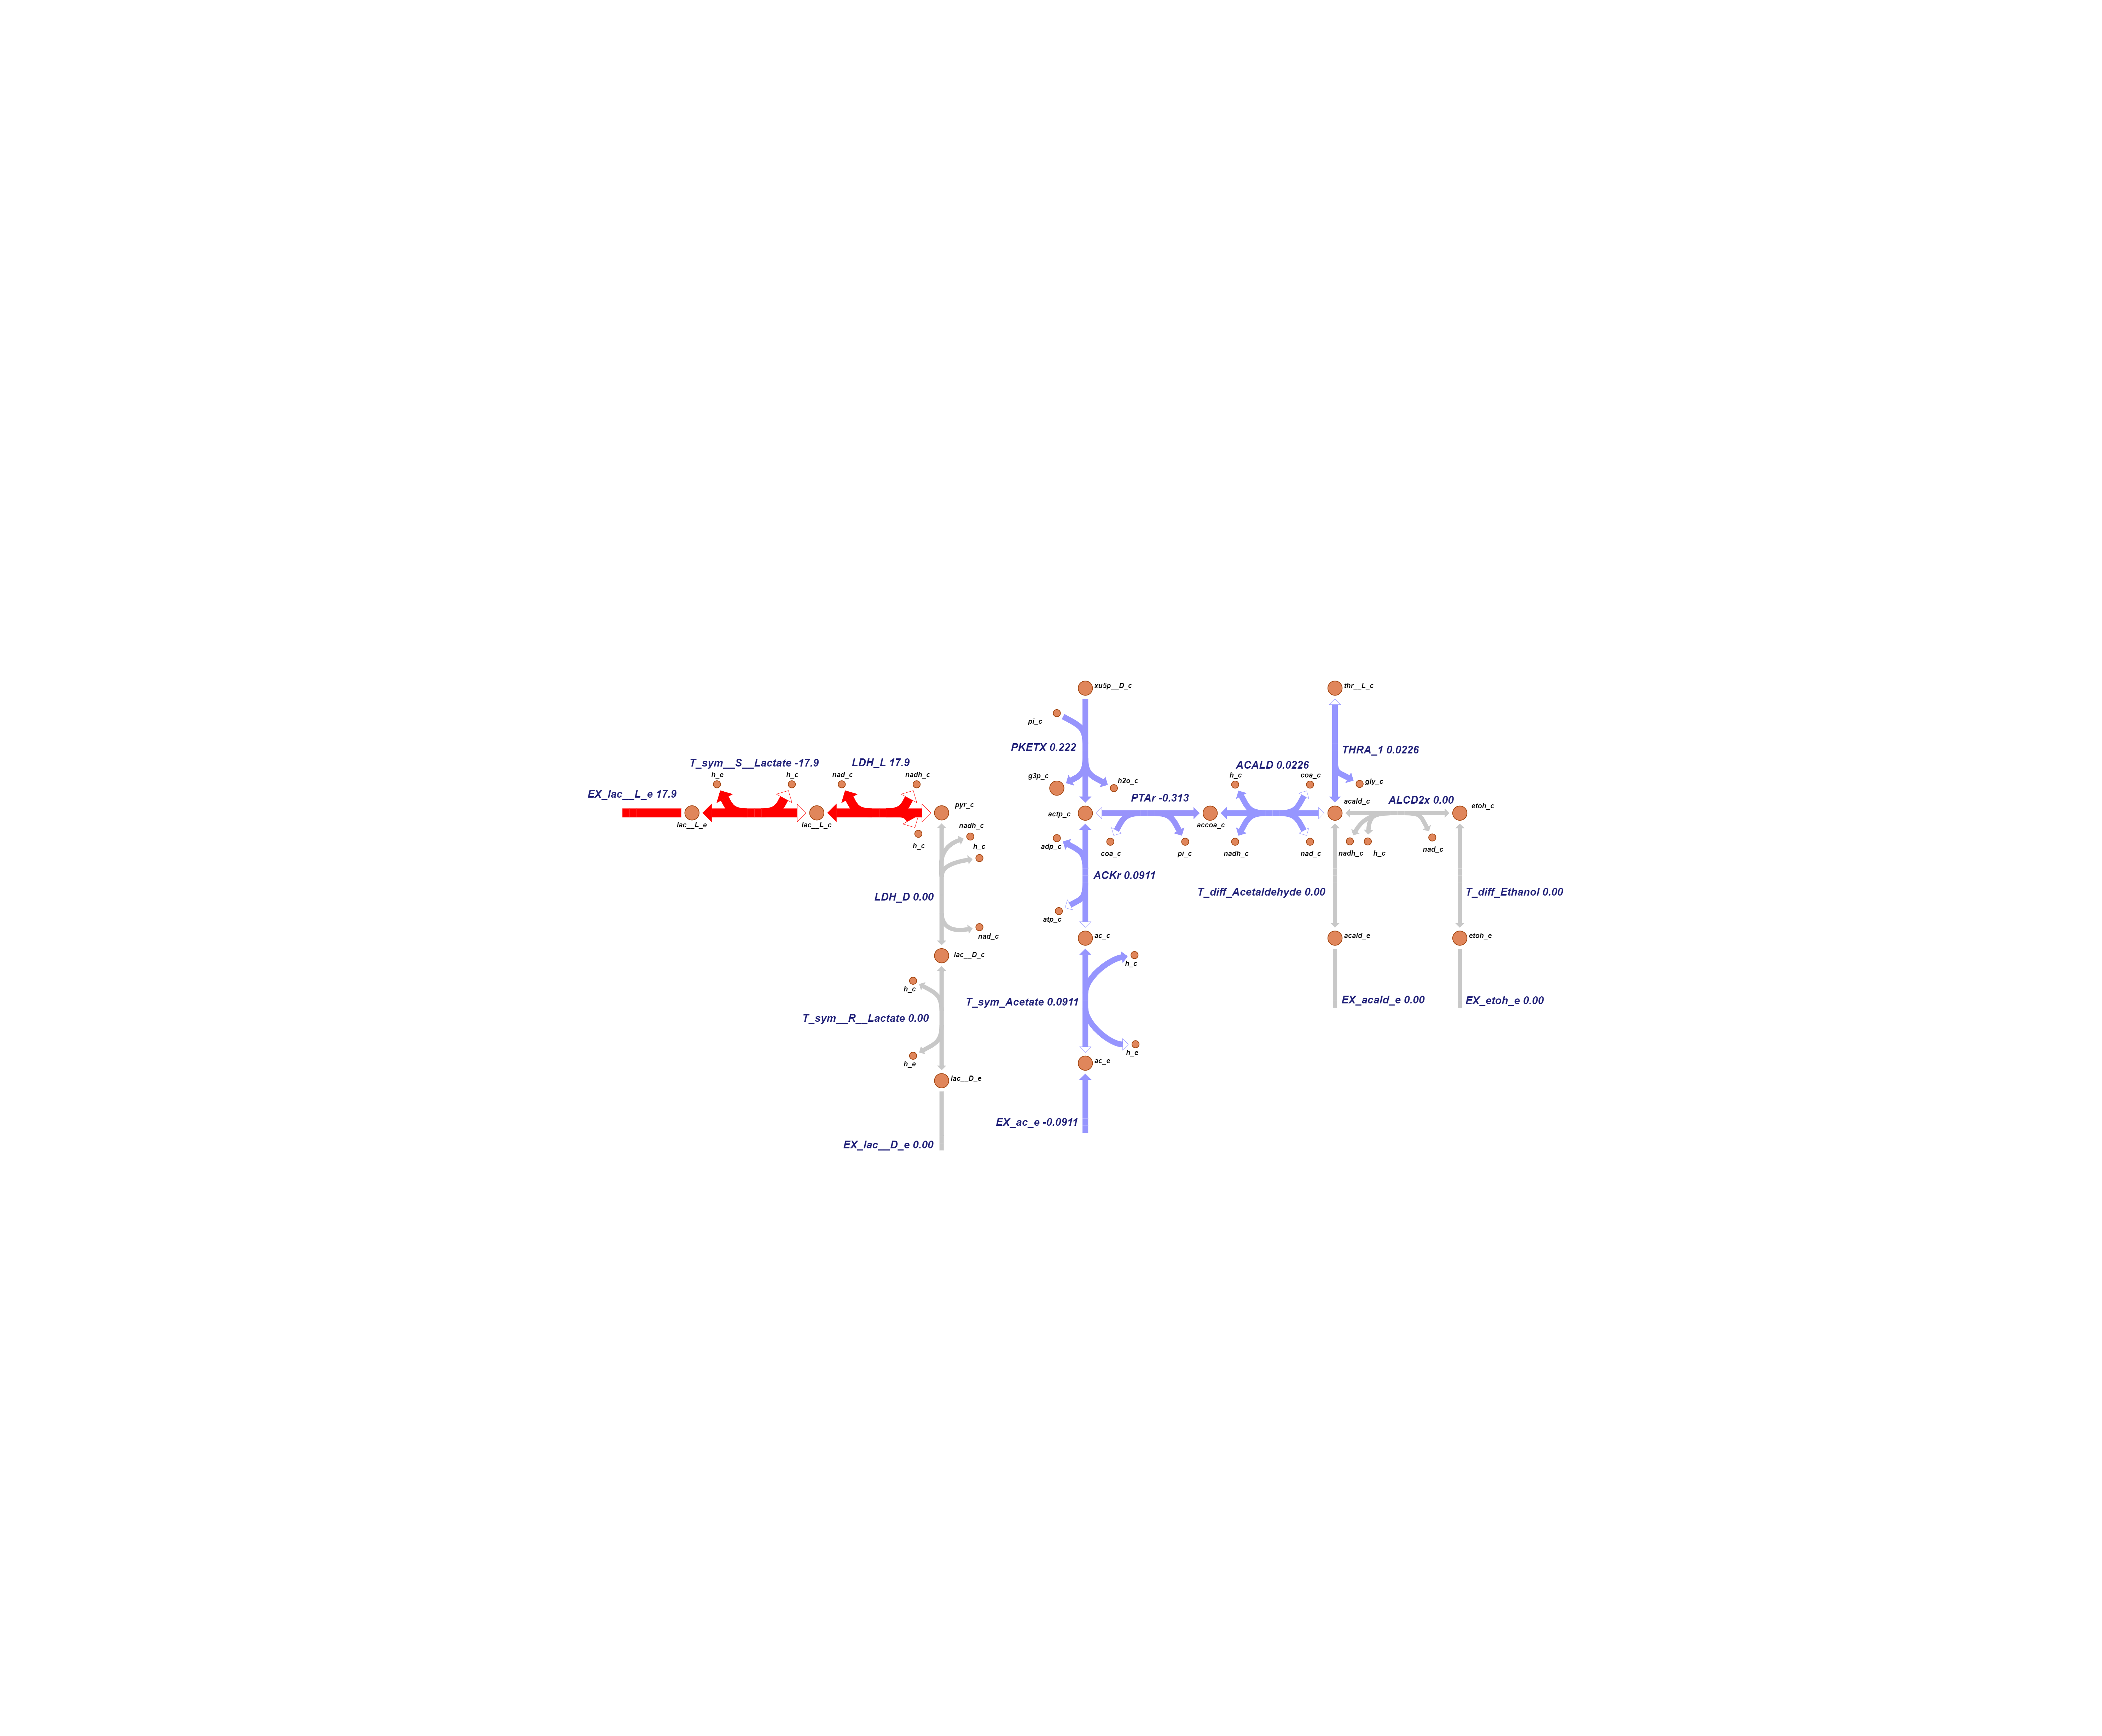 xu5p__D_c
thr__L_c
pi_c
PKETX 0.222
THRA_1 0.0226
T_sym__S__Lactate -17.9
LDH_L 17.9
ACALD 0.0226
h_e
h_c
nad_c
nadh_c
g3p_c
h2o_c
h_c
coa_c
gly_c
EX_lac__L_e 17.9
PTAr -0.313
acald_c
ALCD2x 0.00
pyr_c
etoh_c
actp_c
lac__L_e
lac__L_c
accoa_c
nadh_c
h_c
h_c
adp_c
coa_c
pi_c
nadh_c
nad_c
nadh_c
h_c
nad_c
ACKr 0.0911
LDH_D 0.00
T_diff_Acetaldehyde 0.00
T_diff_Ethanol 0.00
atp_c
nad_c
ac_c
acald_e
etoh_e
lac__D_c
h_c
h_c
T_sym_Acetate 0.0911
EX_acald_e 0.00
EX_etoh_e 0.00
T_sym__R__Lactate 0.00
h_e
h_e
ac_e
lac__D_e
EX_ac_e -0.0911
EX_lac__D_e 0.00